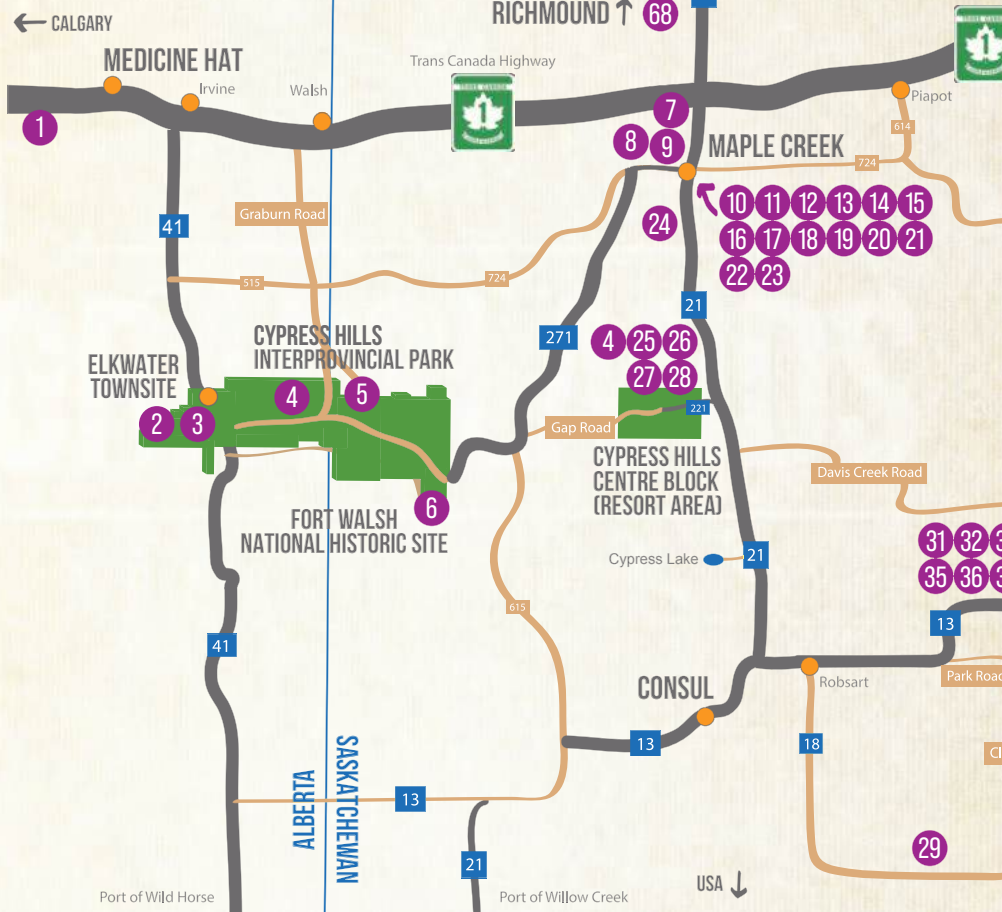 ← CALGARY
RICHMOUND ↑ 68
MEDICINE HAT
Trans Canada Highway
Irvine
Walsh
1
1
Piapot
1
7
614
8 9
MAPLE CREEK
724
10 11 12 13 14 15
Graburn Road
24
41
16 17 18 19 20 21
22 23
515
724
21
CYPRESS HILLS
INTERPROVINCIAL PARK
271
4 25 26
ELKWATER
TOWNSITE
27 28
4
5
2 3
221
Gap Road
CYPRESS HILLS
CENTRE BLOCK
(RESORT AREA)
Davis Creek Road
6
FORT WALSH
NATIONAL HISTORIC SITE
31 32
Cypress Lake
21
35 36
615
13
41
Park Road
CONSUL
Robsart
13
18
ALBERTA
SASKATCHEWAN
13
29
21
USA ↓
Port of Wild Horse
Port of Willow Creek